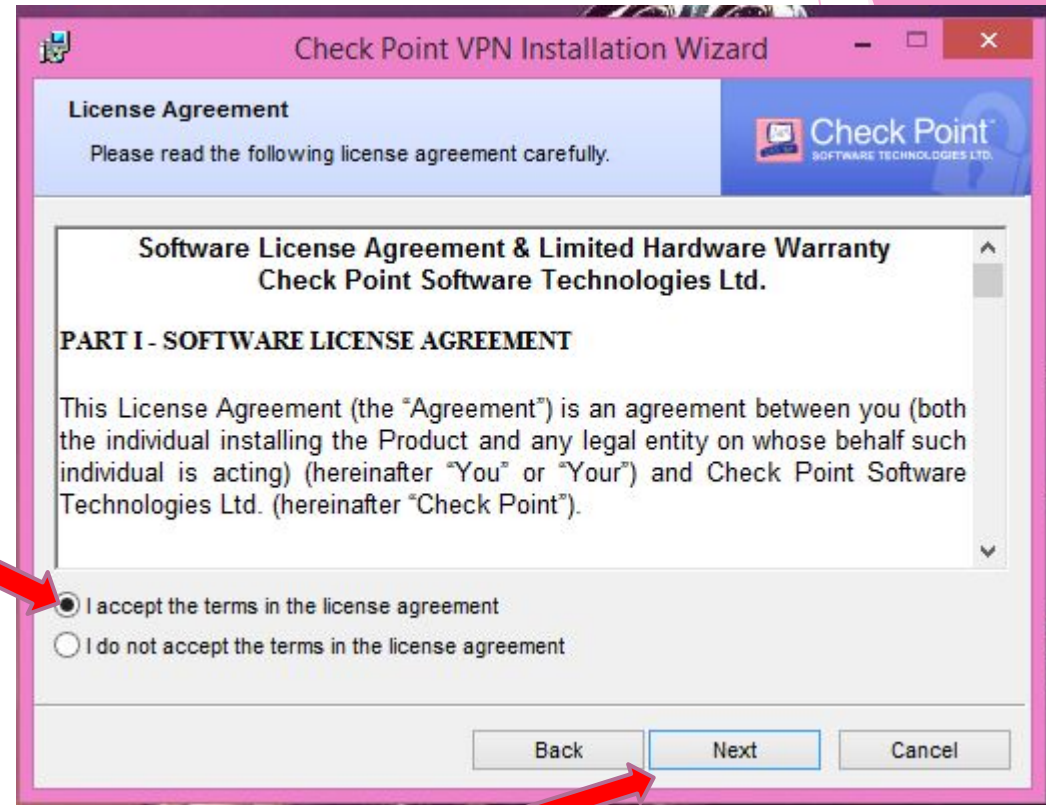 Check Point VPN Installation Wizard
License Agreement
Please read the following license agreement carefully.
Check Point
SOFTWARE TECHNOLOGIES LTD.
Software License Agreement & Limited Hardware Warranty
Check Point Software Technologies Ltd.
PART I - SOFTWARE LICENSE AGREEMENT
This License Agreement (the “Agreement”) is an agreement between you (both
the individual installing the Product and any legal entity on whose behalf such
individual is acting) (hereinafter “You” or “Your”) and Check Point Software
Technologies Ltd. (hereinafter “Check Point”).
I accept the terms in the license agreement
I do not accept the terms in the license agreement
Back Next Cancel